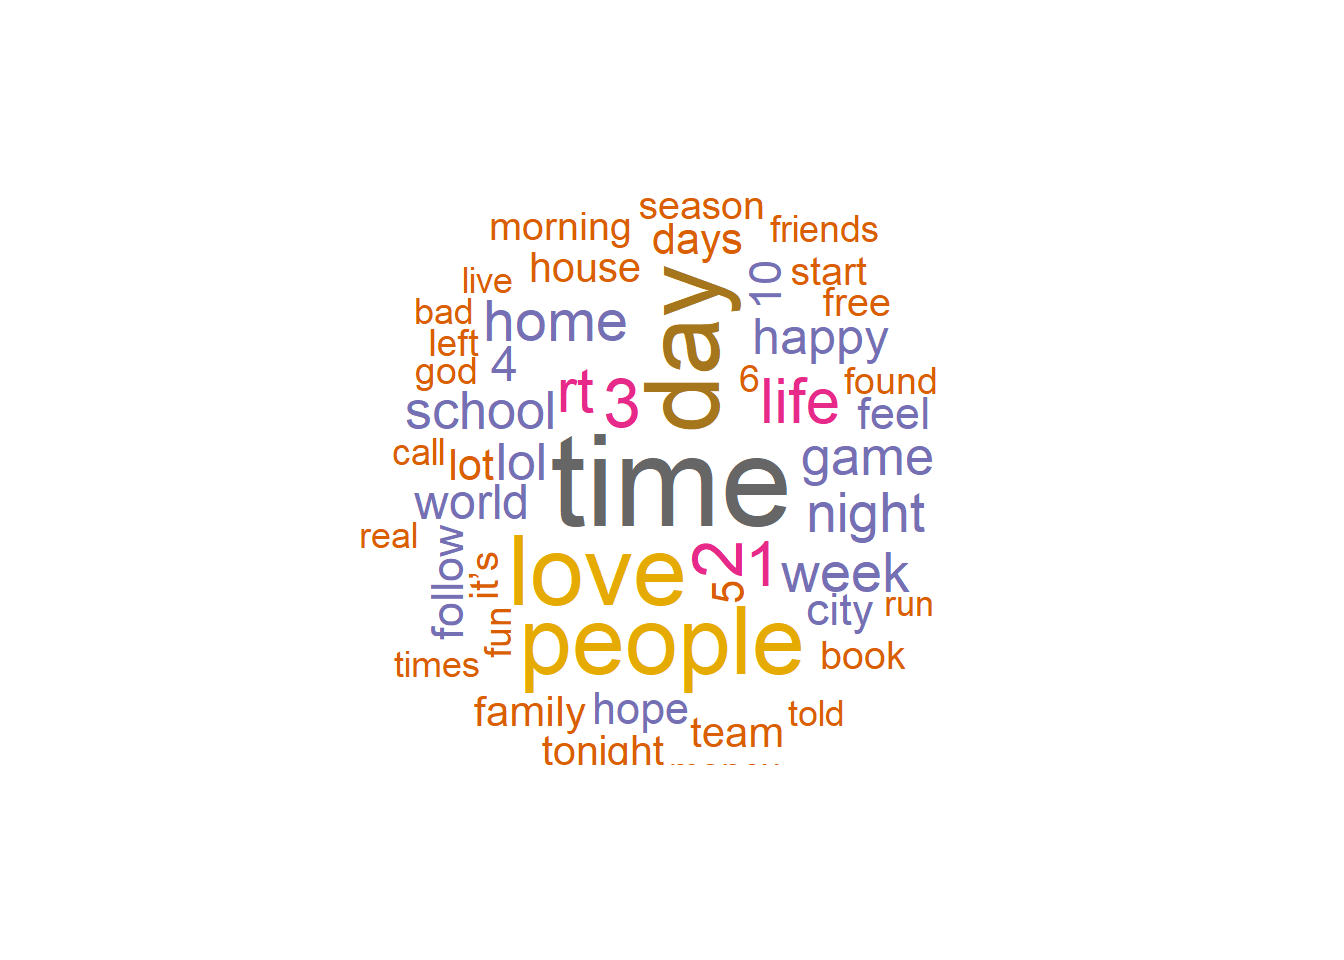 season
morning
friends
days
house
start
live
10
day
free
bad
home
happy
left
4
god
6
found
rt
3
life
school
feel
call
lot
lol
time
game
world
night
real
follow
it’s
love
2
1
week
5
city
run
fun
people
book
times
family
hope
told
team
tonight